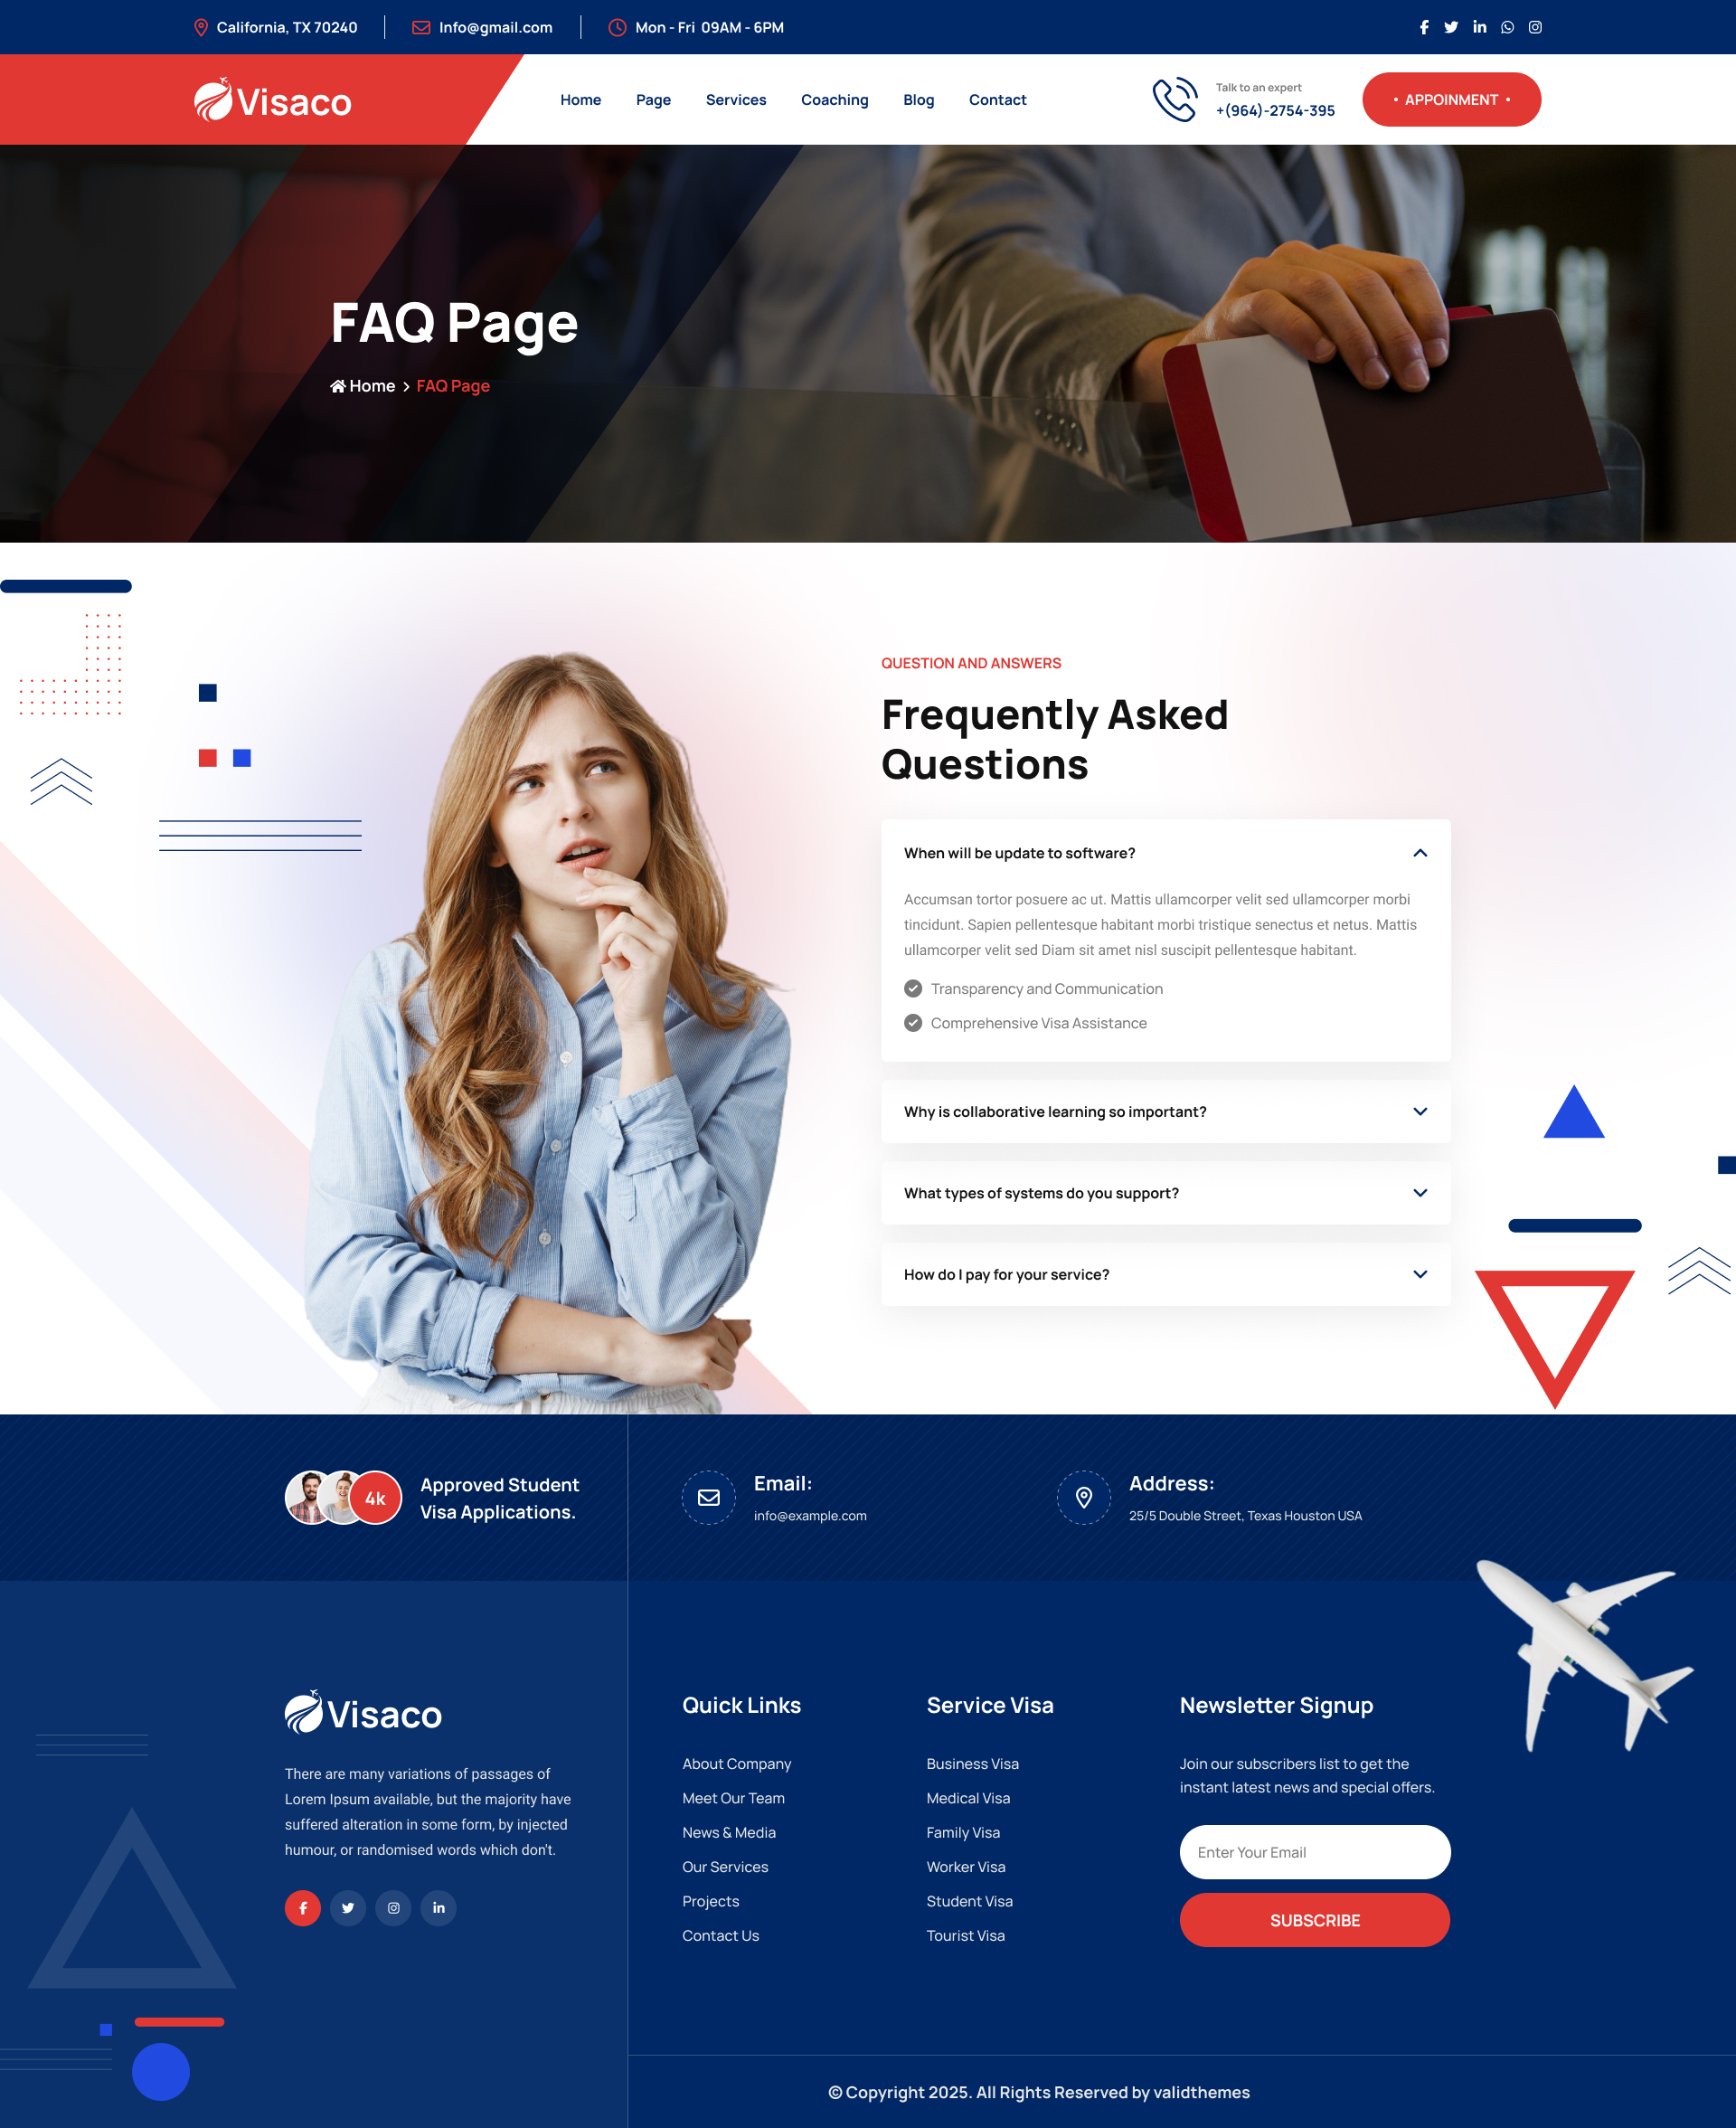 California, TX 70240
Info@gmail.com
Mon - Fri 09AM - 6PM
Visaco
Home
Page
Services
Coaching
Blog
Contact
Talk to an expert
+(964)-2754-395
• APPOINMENT •
FAQ Page
Home > FAQ Page
QUESTION AND ANSWERS
Frequently Asked
Questions
When will be update to software?
Accumsan tortor posuere ac ut. Mattis ullamcorper velit sed ullamcorper morbi
tincidunt. Sapien pellentesque habitant morbi tristique senectus et netus. Mattis
ullamcorper velit sed Diam sit amet nisl suscipit pellentesque habitant.
Transparency and Communication
Comprehensive Visa Assistance
Why is collaborative learning so important?
What types of systems do you support?
How do I pay for your service?
4k
Approved Student
Visa Applications.
Email:
info@example.com
Address:
25/5 Double Street, Texas Houston USA
Visaco
There are many variations of passages of
Lorem Ipsum available, but the majority have
suffered alteration in some form, by injected
humour, or randomised words which don't.
Quick Links
About Company
Meet Our Team
News & Media
Our Services
Projects
Contact Us
Service Visa
Business Visa
Medical Visa
Family Visa
Worker Visa
Student Visa
Tourist Visa
Newsletter Signup
Join our subscribers list to get the
instant latest news and special offers.
Enter Your Email
SUBSCRIBE
© Copyright 2025. All Rights Reserved by validthemes